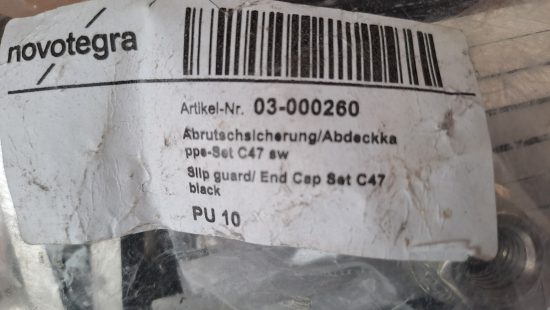 novotegra
Artikel-Nr. 03-000260
Abrutschsicherung/Abdeckka
ppe-Set C47 sw
Slip guard/ End Cap Set C47
black
PU 10